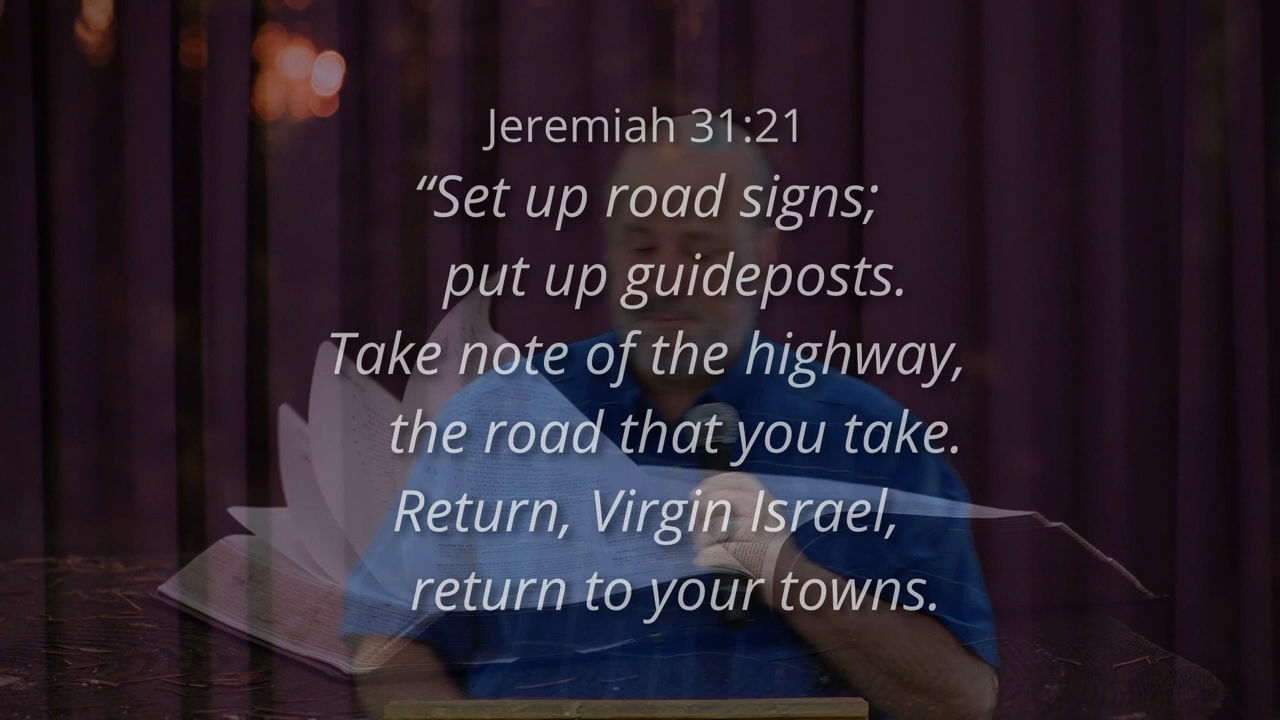 Jeremiah 31:21
“Set up road signs;
put up guideposts.
Take note of the highway,
the road that you take.
Return, Virgin Israel,
return to your towns.